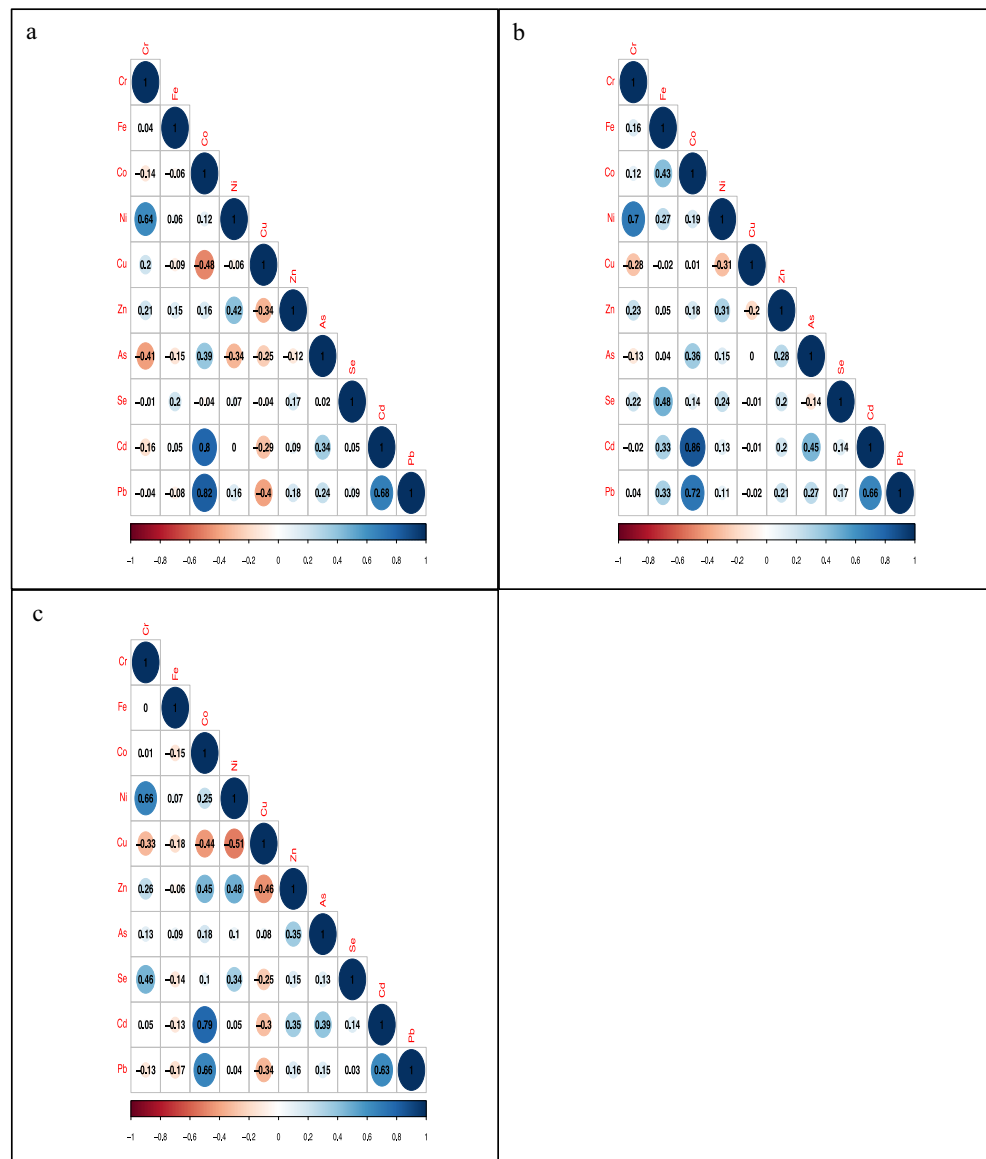 a
Cr
Cr 1
Fe
Fe 0.04 1
Co
Co −0.14 −0.06 1
Ni
Ni 0.64 0.06 0.12 1
Cu
Cu 0.2 −0.09 −0.48 −0.06 1
Zn
Zn 0.21 0.15 0.16 0.42 −0.34 1
As
As −0.41 −0.15 0.39 −0.34 −0.25 −0.12 1
Se
Se −0.01 0.2 −0.04 0.07 −0.04 0.17 0.02 1
Cd
Cd −0.16 0.05 0.8 0 −0.29 0.09 0.34 0.05 1
Pb
Pb −0.04 −0.08 0.82 0.16 −0.4 0.18 0.24 0.09 0.68 1
−1 −0.8 −0.6 −0.4 −0.2 0 0.2 0.4 0.6 0.8 1
b
Cr
Cr 1
Fe
Fe 0.16 1
Co
Co 0.12 0.43 1
Ni
Ni 0.7 0.27 0.19 1
Cu
Cu −0.28 −0.02 0.01 −0.31 1
Zn
Zn 0.23 0.05 0.18 0.31 −0.2 1
As
As −0.13 0.04 0.36 0.15 0 0.28 1
Se
Se 0.22 0.48 0.14 0.24 −0.01 0.2 −0.14 1
Cd
Cd −0.02 0.33 0.86 0.13 −0.01 0.2 0.45 0.14 1
Pb
Pb 0.04 0.33 0.72 0.11 −0.02 0.21 0.27 0.17 0.66 1
−1 −0.8 −0.6 −0.4 −0.2 0 0.2 0.4 0.6 0.8 1
c
Cr
Cr 1
Fe
Fe 0 1
Co
Co 0.01 −0.15 1
Ni
Ni 0.66 0.07 0.25 1
Cu
Cu −0.33 −0.18 −0.44 −0.51 1
Zn
Zn 0.26 −0.06 0.45 0.48 −0.46 1
As
As 0.13 0.09 0.18 0.1 0.08 0.35 1
Se
Se 0.46 −0.14 0.1 0.34 −0.25 0.15 0.13 1
Cd
Cd 0.05 −0.13 0.79 0.05 −0.3 0.35 0.39 0.14 1
Pb
Pb −0.13 −0.17 0.66 0.04 −0.34 0.16 0.15 0.03 0.63 1
−1 −0.8 −0.6 −0.4 −0.2 0 0.2 0.4 0.6 0.8 1